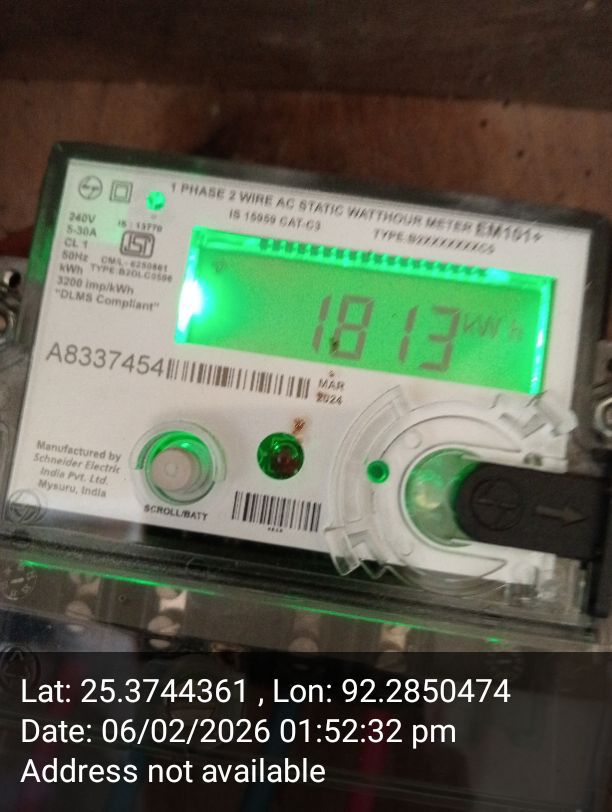 1 PHASE 2 WIRE AC STATIC WATTHOUR METER EM101+
IS 15959 CAT-C3
240V
5-30A
CL 1
50Hz
kWh
3200 imp/kWh
"DLMS Compliant"
IS : 13779
1813 kWh
A8337454
MAR
2024
Manufactured by
Schneider Electric
India Pvt. Ltd.
Mysuru, India
SCROLL/BATT
Lat: 25.3744361 , Lon: 92.2850474
Date: 06/02/2026 01:52:32 pm
Address not available